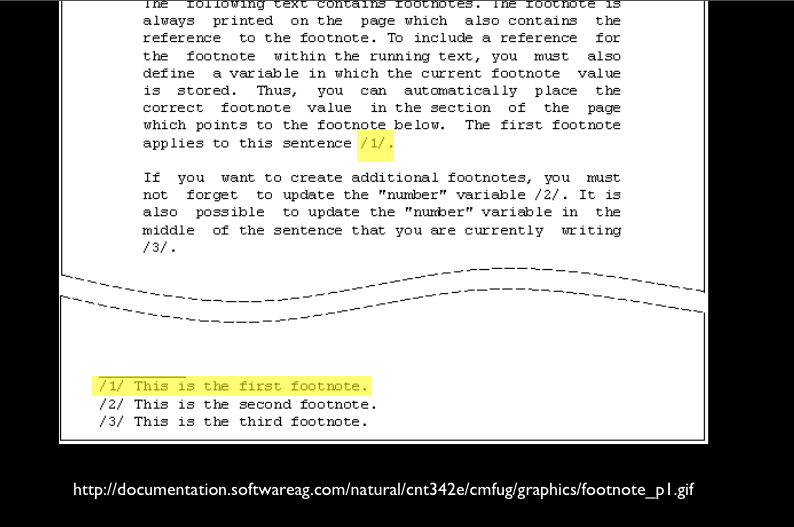 The following text contains footnotes. The footnote is
always printed on the page which also contains the
reference to the footnote. To include a reference for
the footnote within the running text, you must also
define a variable in which the current footnote value
is stored. Thus, you can automatically place the
correct footnote value in the section of the page
which points to the footnote below. The first footnote
applies to this sentence /1/.
If you want to create additional footnotes, you must
not forget to update the "number" variable /2/. It is
also possible to update the "number" variable in the
middle of the sentence that you are currently writing
/3/.
/1/ This is the first footnote.
/2/ This is the second footnote.
/3/ This is the third footnote.
http://documentation.softwareag.com/natural/cnt342e/cmfug/graphics/footnote_p1.gif